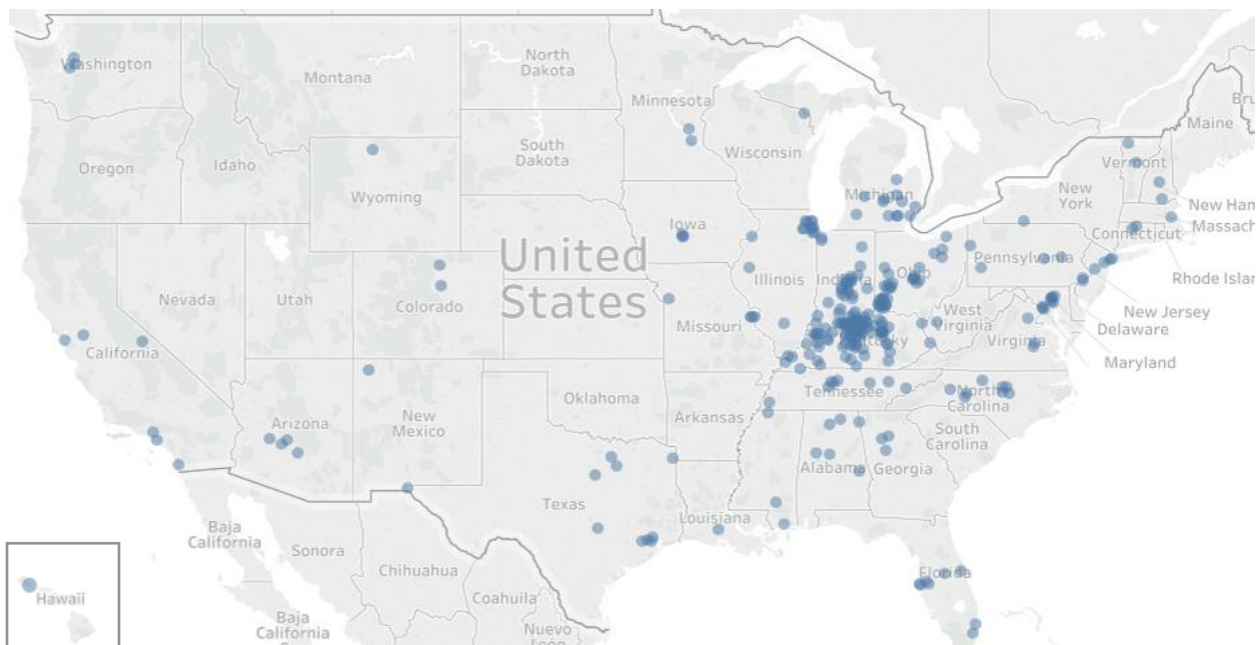 Washington
Montana
North
Dakota
Minnesota
Maine
Oregon
Idaho
Wyoming
South
Dakota
Wisconsin
Michigan
Vermont
New
York
New Ham
Massach
Connecticut
Rhode Islan
Nevada
Utah
Colorado
United
States
Iowa
Illinois
Indiana
Ohio
Pennsylvania
New Jersey
Delaware
Maryland
California
Missouri
Kentucky
West
Virginia
Virginia
Arizona
New
Mexico
Oklahoma
Arkansas
Tennessee
North
Carolina
South
Carolina
Texas
Louisiana
Alabama
Georgia
Florida
Baja
California
Sonora
Chihuahua
Coahuila
Nuevo
León
Baja
California
Hawaii